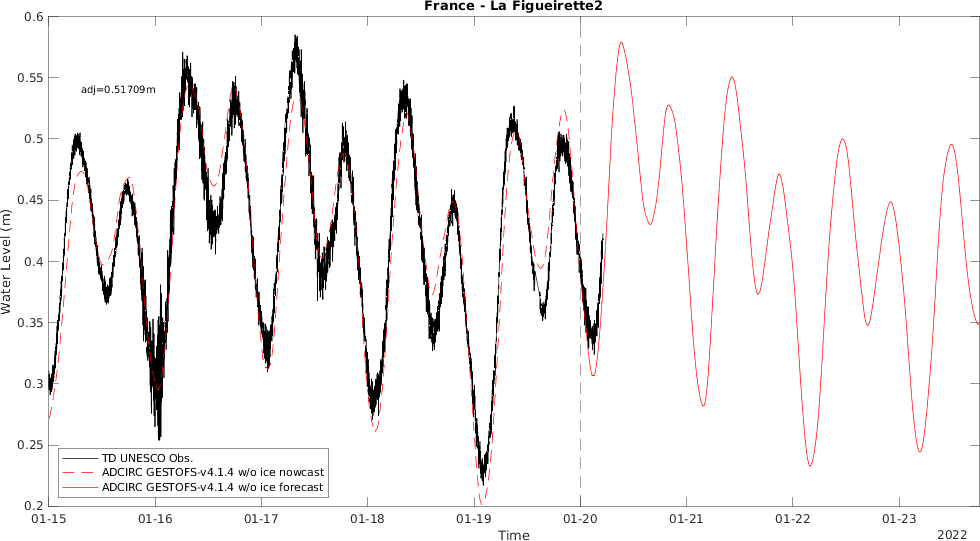 France - La Figueirette2
0.6
0.55
0.5
0.45
0.4
0.35
0.3
0.25
0.2
Water Level (m)
adj=0.51709m
TD UNESCO Obs.
ADCIRC GESTOFS-v4.1.4 w/o ice nowcast
ADCIRC GESTOFS-v4.1.4 w/o ice forecast
01-15 01-16 01-17 01-18 01-19 01-20 01-21 01-22 01-23
Time
2022